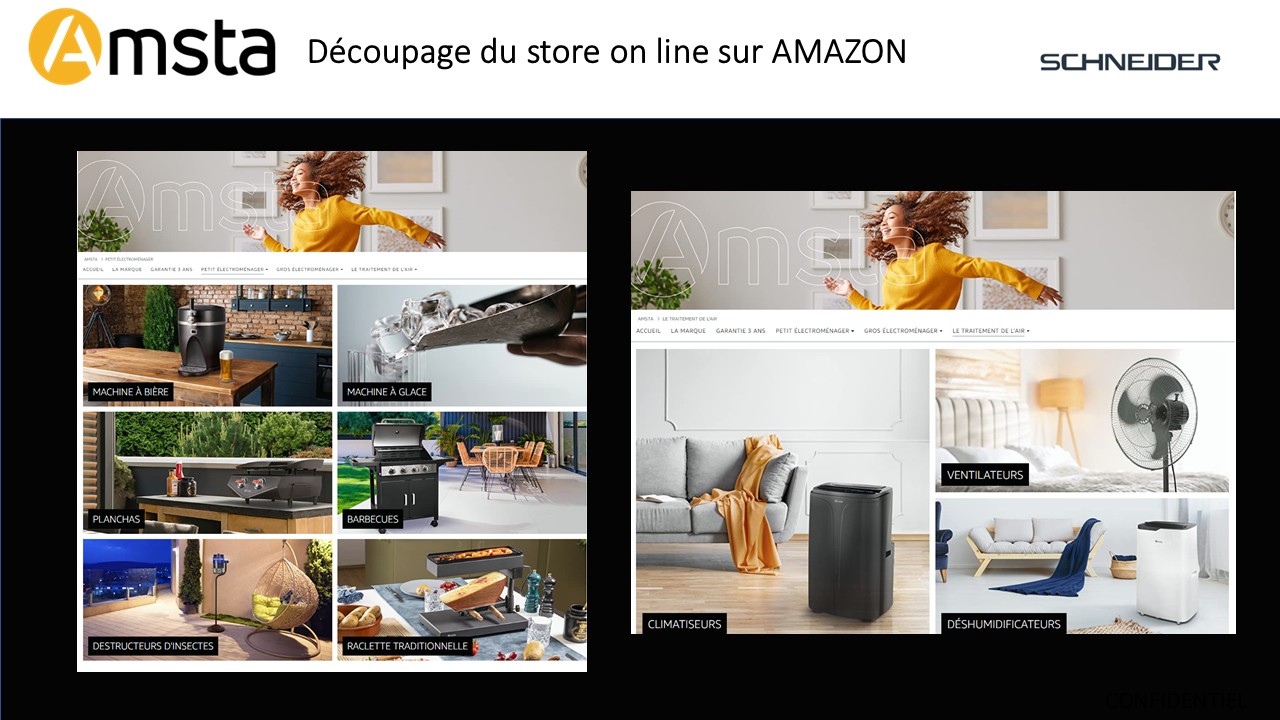 Amsta
Découpage du store on line sur AMAZON
SCHNEIDER
Amsta
AMSTA > PETIT ÉLECTROMÉNAGER
ACCUEIL LA MARQUE GARANTIE 3 ANS PETIT ÉLECTROMÉNAGER GROS ÉLECTROMÉNAGER LE TRAITEMENT DE L'AIR
MACHINE À BIÈRE
MACHINE À GLACE
PLANCHAS
BARBECUES
DESTRUCTEURS D'INSECTES
RACLETTE TRADITIONNELLE
Amsta
AMSTA > LE TRAITEMENT DE L'AIR
ACCUEIL LA MARQUE GARANTIE 3 ANS PETIT ÉLECTROMÉNAGER GROS ÉLECTROMÉNAGER LE TRAITEMENT DE L'AIR
CLIMATISEURS
VENTILATEURS
DÉSHUMIDIFICATEURS
CONFIDENTIEL